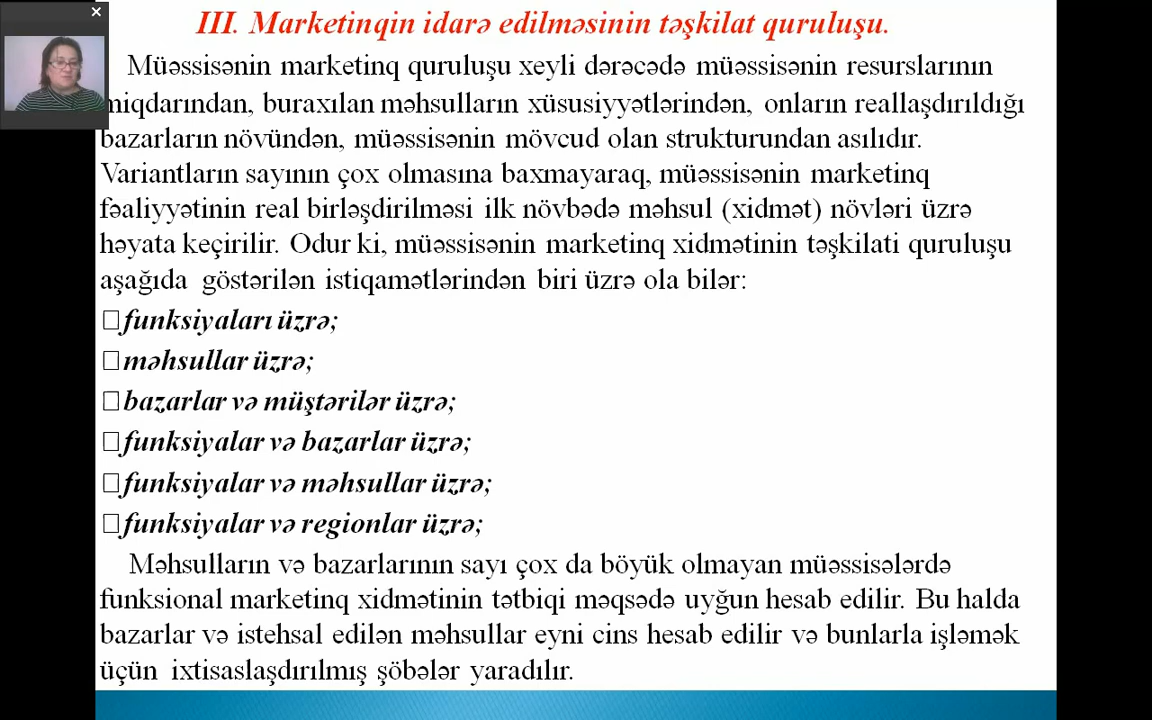 III. Marketinqin idarə edilməsinin təşkilat quruluşu.
Müəssisənin marketinq quruluşu xeyli dərəcədə müəssisənin resurslarının
miqdarından, buraxılan məhsulların xüsusiyyətlərindən, onların reallaşdırıldığı
bazarların növündən, müəssisənin mövcud olan strukturundan asılıdır.
Variantların sayının çox olmasına baxmayaraq, müəssisənin marketinq
fəaliyyətinin real birləşdirilməsi ilk növbədə məhsul (xidmət) növləri üzrə
həyata keçirilir. Odur ki, müəssisənin marketinq xidmətinin təşkilati quruluşu
aşağıda göstərilən istiqamətlərindən biri üzrə ola bilər:
funksiyaları üzrə;
məhsullar üzrə;
bazarlar və müştərilər üzrə;
funksiyalar və bazarlar üzrə;
funksiyalar və məhsullar üzrə;
funksiyalar və regionlar üzrə;
Məhsulların və bazarlarının sayı çox da böyük olmayan müəssisələrdə
funksional marketinq xidmətinin tətbiqi məqsədə uyğun hesab edilir. Bu halda
bazarlar və istehsal edilən məhsullar eyni cins hesab edilir və bunlarla işləmək
üçün ixtisaslaşdırılmış şöbələr yaradılır.